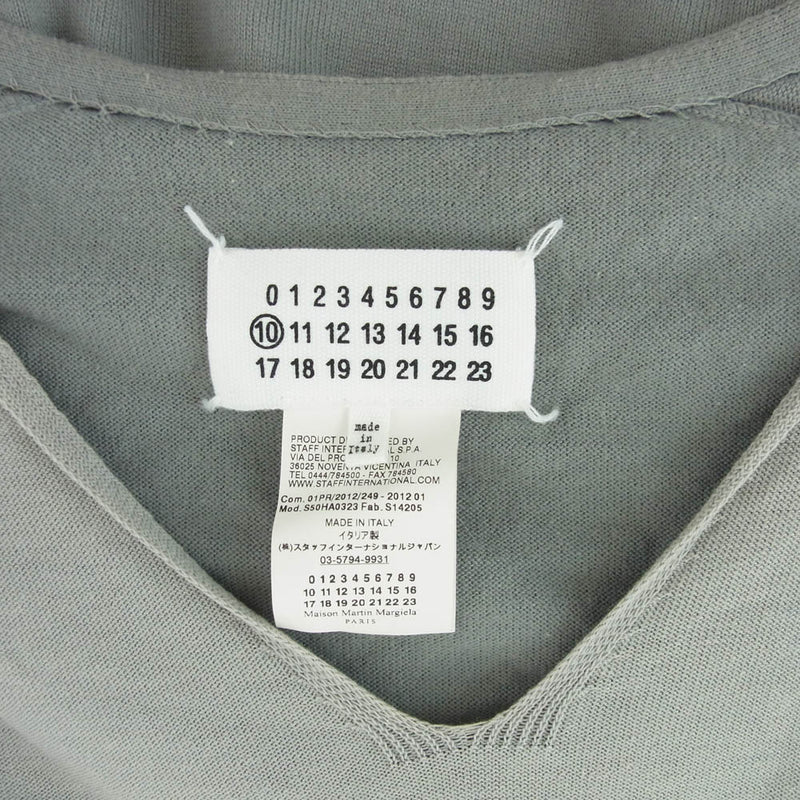 0 1 2 3 4 5 6 7 8 9
10 11 12 13 14 15 16
17 18 19 20 21 22 23
made
in
Italy
PRODUCT ED BY
STAFF INTER AL S.P.A
VIA DEL PRO 10
36025 NOVENTA VICENTINA ITALY
TEL 0444/784500 - FAX 784580
WWW.STAFFINTERNATIONAL.COM
Com. 01PR/2012/249 - 2012 01
Mod. S50HA0323 Fab. S14205
MADE IN ITALY
イタリア製
(株)スタッフインターナショナルジャパン
03-5794-9931
0 1 2 3 4 5 6 7 8 9
10 11 12 13 14 15 16
17 18 19 20 21 22 23
Maison Martin Margiela
PARIS